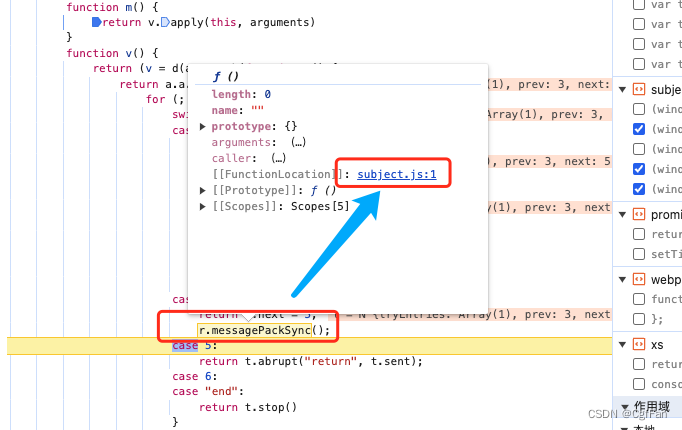 function m() {
return v.apply(this, arguments)
}
function v() {
return (v = d(a
return a.a.
for (;
swi
cas
(1), prev: 3, next:
Array(1), prev: 3,
), prev: 3, next: 5
y(1), prev: 3, next
ƒ ()
length: 0
name: ""
prototype: {}
arguments: (…)
caller: (…)
[[FunctionLocation]]: subject.js:1
[[Prototype]]: ƒ ()
[[Scopes]]: Scopes[5]
cas
return t.next = 5, t = N {tryEntries: Array(1), prev: 3, next
r.messagePackSync();
case 5:
return t.abrupt("return", t.sent);
case 6:
case "end":
return t.stop()
}
var t
var t
var t
var t
subje
(wind
(wind
(wind
(wind
(wind
promi
retur
setTi
webp
funct
};
xs
retur
conso
作用域
本地
CSDN @CgrFan